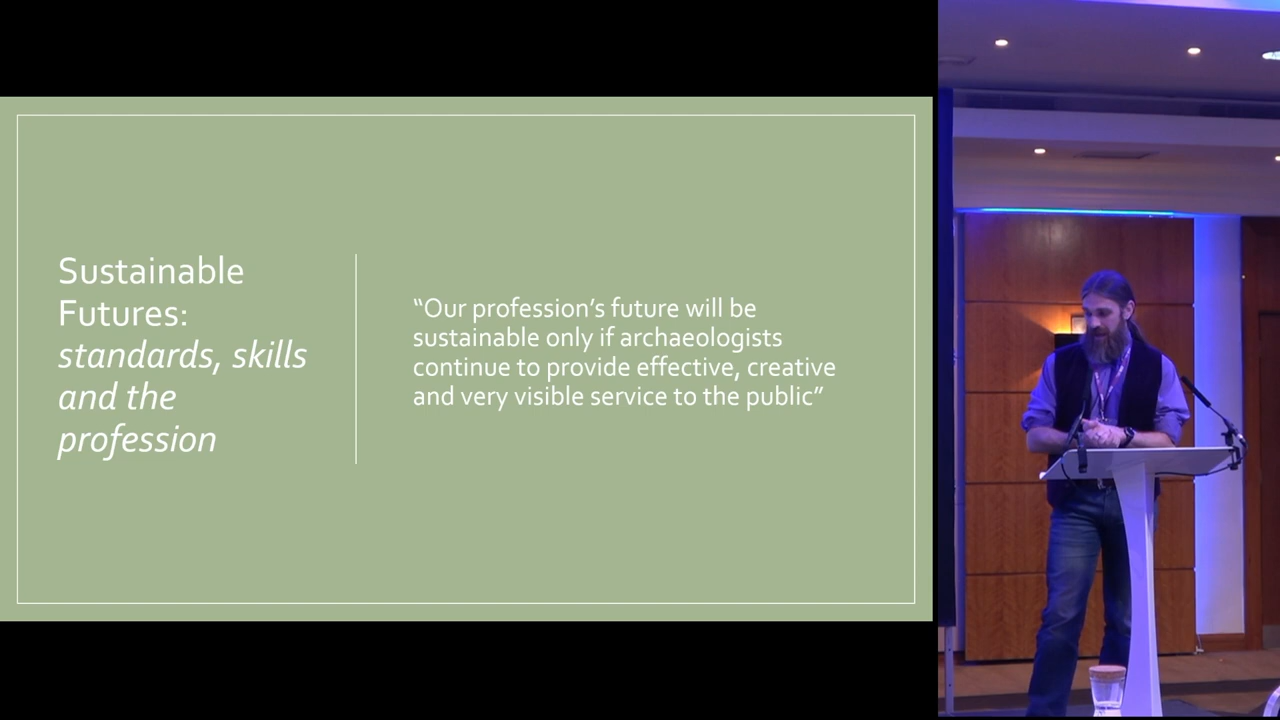 Sustainable
Futures:
standards, skills
and the
profession
“Our profession’s future will be
sustainable only if archaeologists
continue to provide effective, creative
and very visible service to the public”